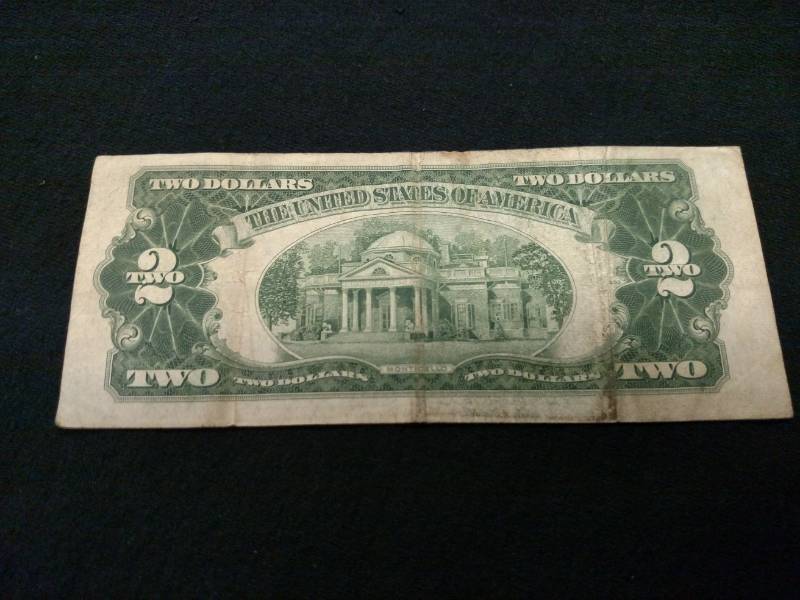 TWO DOLLARS TWO DOLLARS
THE UNITED STATES OF AMERICA
2 2
TWO TWO
MONTICELLO
TWO TWO DOLLARS TWO DOLLARS TWO